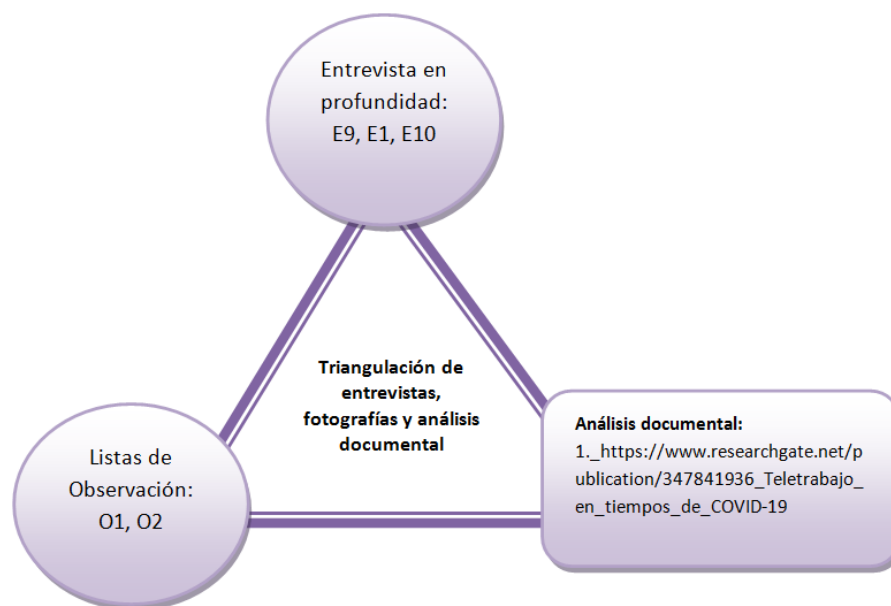 Entrevista en
profundidad:
E9, E1, E10
Triangulación de
entrevistas,
fotografías y análisis
documental
Listas de
Observación:
O1, O2
Análisis documental:
1._https://www.researchgate.net/p
ublication/347841936_Teletrabajo_
en_tiempos_de_COVID-19